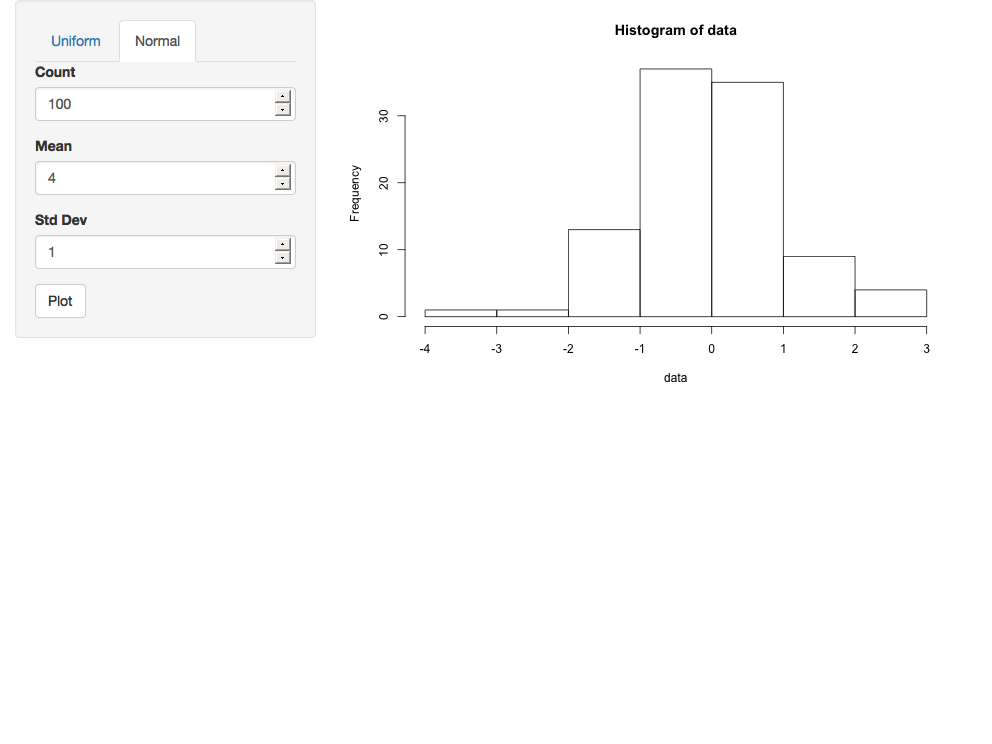 Uniform Normal
Count
100
Mean
4
Std Dev
1
Plot
Histogram of data
Frequency
30
20
10
0
-4 -3 -2 -1 0 1 2 3
data